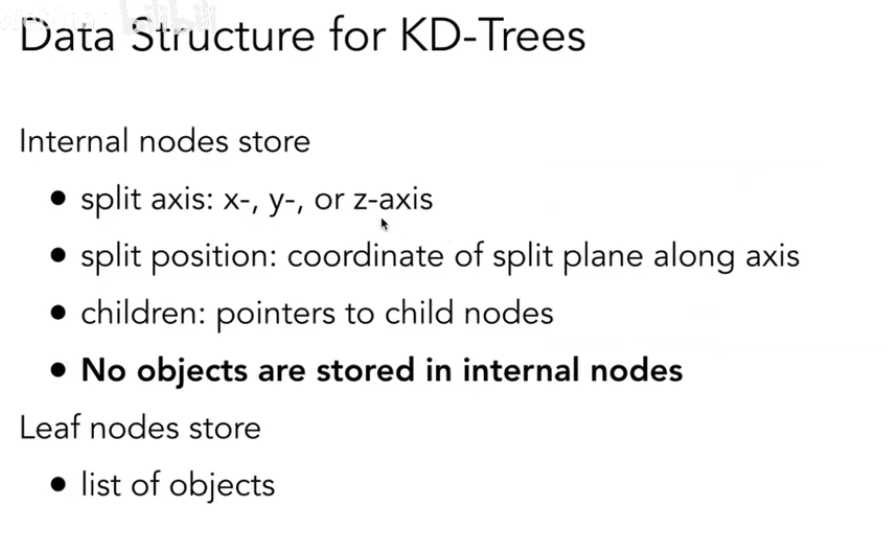 Data Structure for KD-Trees
Internal nodes store
• split axis: x-, y-, or z-axis
• split position: coordinate of split plane along axis
• children: pointers to child nodes
• No objects are stored in internal nodes
Leaf nodes store
• list of objects